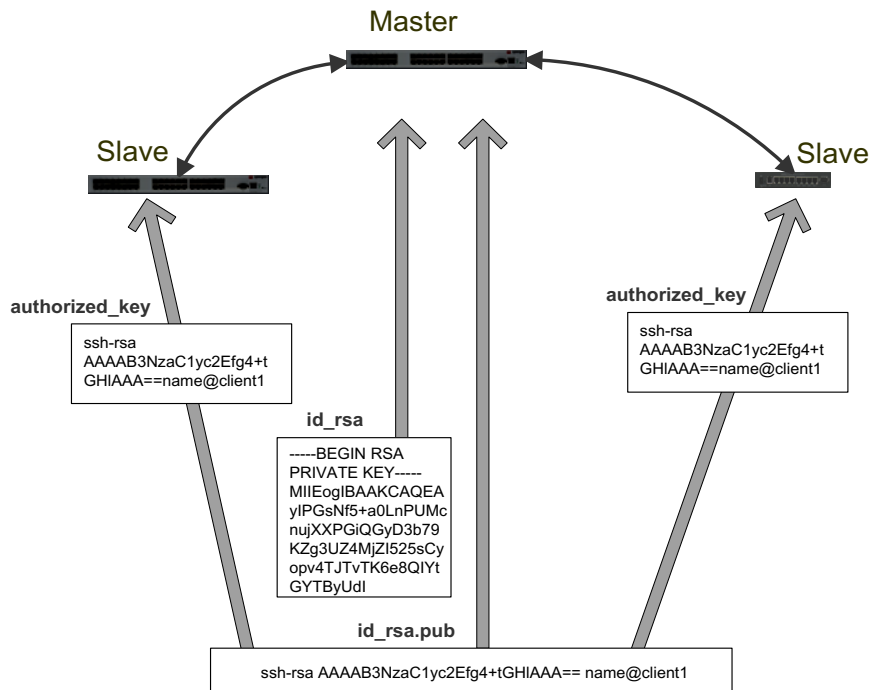 Master
Slave
Slave
authorized_key
ssh-rsa
AAAAB3NzaC1yc2Efg4+t
GHIAAA==name@client1
authorized_key
ssh-rsa
AAAAB3NzaC1yc2Efg4+t
GHIAAA==name@client1
id_rsa
-----BEGIN RSA
PRIVATE KEY-----
MIIEogIBAAKCAQEA
yIPGsNf5+a0LnPUMc
nujXXPGiQGyD3b79
KZg3UZ4MjZI525sCy
opv4TJTvTK6e8QIYt
GYTByUdI
id_rsa.pub
ssh-rsa AAAAB3NzaC1yc2Efg4+tGHIAAA== name@client1